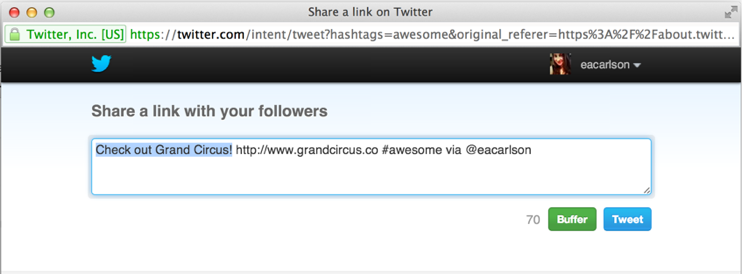 Share a link on Twitter
Twitter, Inc. [US] https://twitter.com/intent/tweet?hashtags=awesome&original_referer=https%3A%2F%2Fabout.twitt...
eacarlson
Share a link with your followers
Check out Grand Circus! http://www.grandcircus.co #awesome via @eacarlson
70 Buffer Tweet